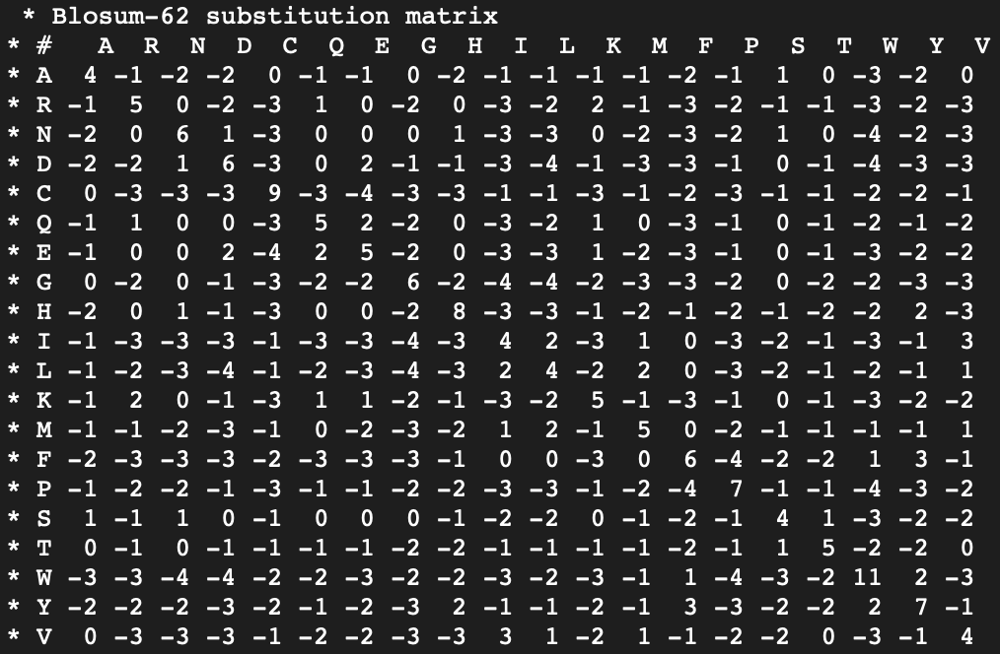 * Blosum-62 substitution matrix
* # A R N D C Q E G H I L K M F P S T W Y V
* A 4 -1 -2 -2 0 -1 -1 0 -2 -1 -1 -1 -1 -2 -1 1 0 -3 -2 0
* R -1 5 0 -2 -3 1 0 -2 0 -3 -2 2 -1 -3 -2 -1 -1 -3 -2 -3
* N -2 0 6 1 -3 0 0 0 1 -3 -3 0 -2 -3 -2 1 0 -4 -2 -3
* D -2 -2 1 6 -3 0 2 -1 -1 -3 -4 -1 -3 -3 -1 0 -1 -4 -3 -3
* C 0 -3 -3 -3 9 -3 -4 -3 -3 -1 -1 -3 -1 -2 -3 -1 -1 -2 -2 -1
* Q -1 1 0 0 -3 5 2 -2 0 -3 -2 1 0 -3 -1 0 -1 -2 -1 -2
* E -1 0 0 2 -4 2 5 -2 0 -3 -3 1 -2 -3 -1 0 -1 -3 -2 -2
* G 0 -2 0 -1 -3 -2 -2 6 -2 -4 -4 -2 -3 -3 -2 0 -2 -2 -3 -3
* H -2 0 1 -1 -3 0 0 -2 8 -3 -3 -1 -2 -1 -2 -1 -2 -2 2 -3
* I -1 -3 -3 -3 -1 -3 -3 -4 -3 4 2 -3 1 0 -3 -2 -1 -3 -1 3
* L -1 -2 -3 -4 -1 -2 -3 -4 -3 2 4 -2 2 0 -3 -2 -1 -2 -1 1
* K -1 2 0 -1 -3 1 1 -2 -1 -3 -2 5 -1 -3 -1 0 -1 -3 -2 -2
* M -1 -1 -2 -3 -1 0 -2 -3 -2 1 2 -1 5 0 -2 -1 -1 -1 -1 1
* F -2 -3 -3 -3 -2 -3 -3 -3 -1 0 0 -3 0 6 -4 -2 -2 1 3 -1
* P -1 -2 -2 -1 -3 -1 -1 -2 -2 -3 -3 -1 -2 -4 7 -1 -1 -4 -3 -2
* S 1 -1 1 0 -1 0 0 0 -1 -2 -2 0 -1 -2 -1 4 1 -3 -2 -2
* T 0 -1 0 -1 -1 -1 -1 -2 -2 -1 -1 -1 -1 -2 -1 1 5 -2 -2 0
* W -3 -3 -4 -4 -2 -2 -3 -2 -2 -3 -2 -3 -1 1 -4 -3 -2 11 2 -3
* Y -2 -2 -2 -3 -2 -1 -2 -3 2 -1 -1 -2 -1 3 -3 -2 -2 2 7 -1
* V 0 -3 -3 -3 -1 -2 -2 -3 -3 3 1 -2 1 -1 -2 -2 0 -3 -1 4